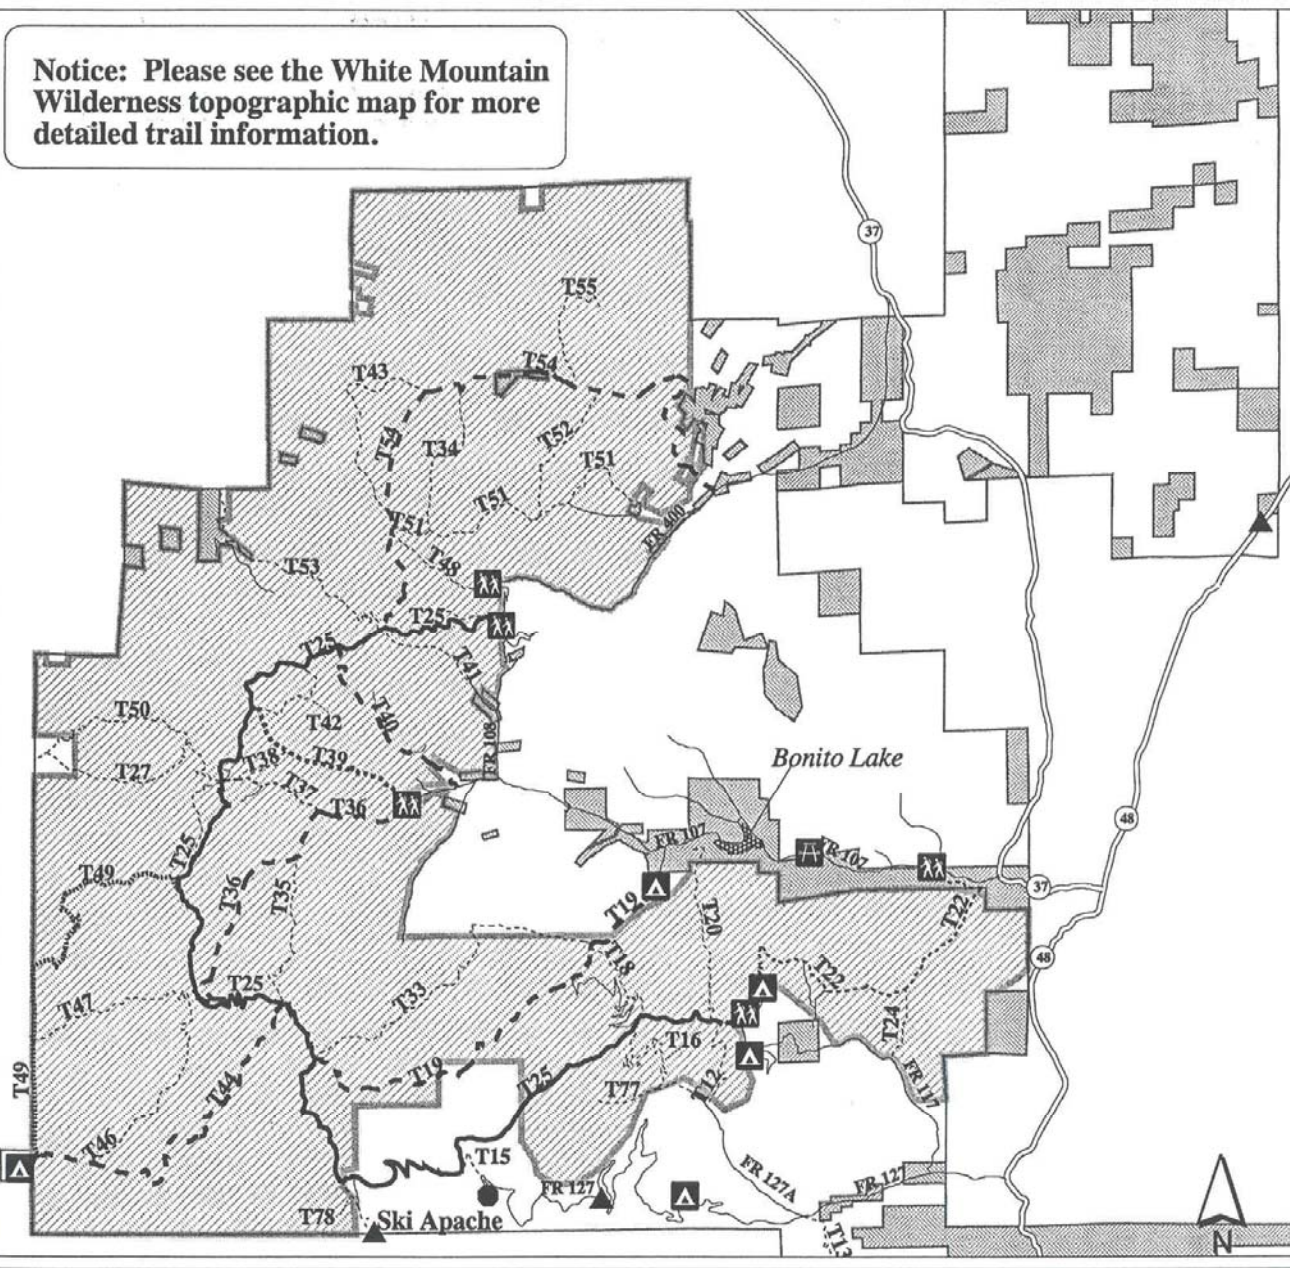 Notice: Please see the White Mountain
Wilderness topographic map for more
detailed trail information.
37
T55
T54
T43
T54
T34
T52
T51
T51
T51
FR 400
T48
T53
T25
T25
T41
T50
T42
T40
T27
T38
T39
FR 108
Bonito Lake
T37
T36
48
FR 107
FR 107
T25
T49
T36
T35
37
T19
T20
T22
T18
48
T25
T22
T47
T33
T24
T16
T49
T19
T25
T77
T12
FR 117
T44
T46
T15
FR 127
FR 127A
FR 127
T78
Ski Apache
T13
N